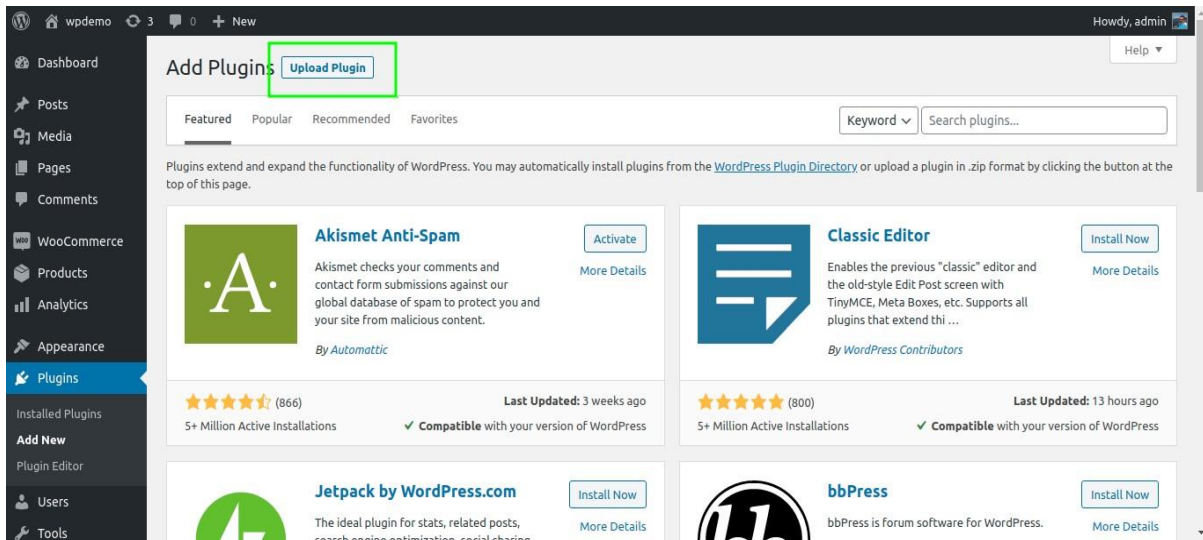 wpdemo 3 0 + New Howdy, admin
Help ▼
Dashboard
Posts
Media
Pages
Comments
WooCommerce
Products
Analytics
Appearance
Plugins
Installed Plugins
Add New
Plugin Editor
Users
Tools
Add Plugins Upload Plugin
Featured Popular Recommended Favorites Keyword Search plugins...
Plugins extend and expand the functionality of WordPress. You may automatically install plugins from the WordPress Plugin Directory or upload a plugin in .zip format by clicking the button at the
top of this page.
·A·
Akismet Anti-Spam
Activate
More Details
Akismet checks your comments and
contact form submissions against our
global database of spam to protect you and
your site from malicious content.
By Automattic
(866) Last Updated: 3 weeks ago
5+ Million Active Installations ✓ Compatible with your version of WordPress
Classic Editor
Install Now
More Details
Enables the previous "classic" editor and
the old-style Edit Post screen with
TinyMCE, Meta Boxes, etc. Supports all
plugins that extend thi …
By WordPress Contributors
(800) Last Updated: 13 hours ago
5+ Million Active Installations ✓ Compatible with your version of WordPress
Jetpack by WordPress.com
Install Now
More Details
The ideal plugin for stats, related posts,
search engine optimization, social sharing
bb
bbPress
Install Now
More Details
bbPress is forum software for WordPress.